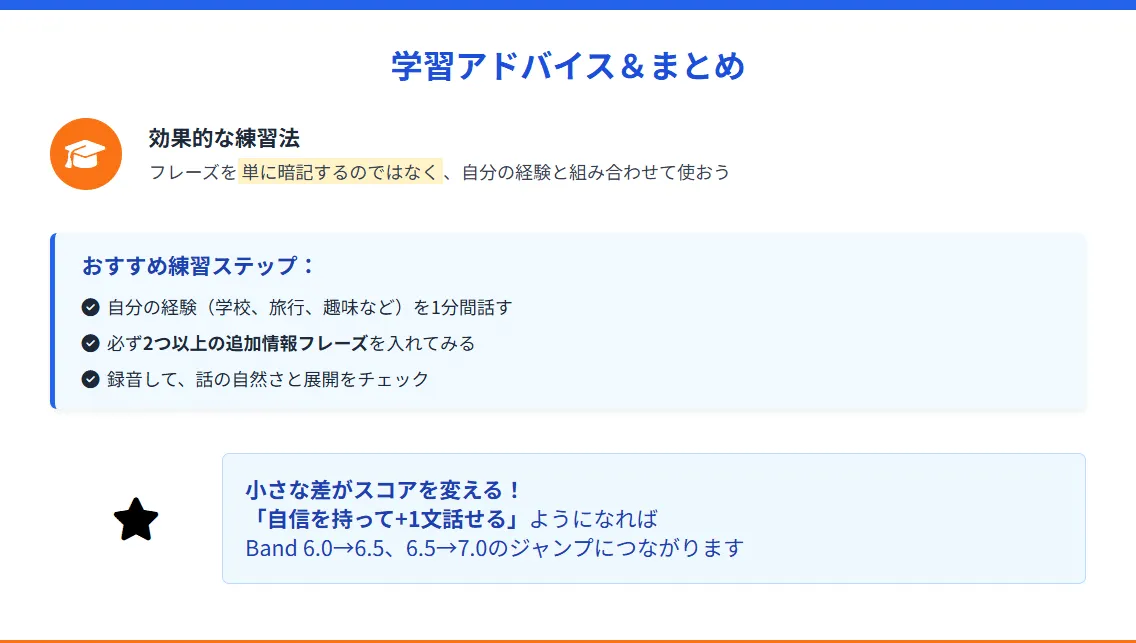 学習アドバイス＆まとめ
効果的な練習法
フレーズを単に暗記するのではなく、自分の経験と組み合わせて使おう
おすすめ練習ステップ：
自分の経験（学校、旅行、趣味など）を1分間話す
必ず2つ以上の追加情報フレーズを入れてみる
録音して、話の自然さと展開をチェック
小さな差がスコアを変える！
「自信を持って+1文話せる」ようになれば
Band 6.0→6.5、6.5→7.0のジャンプにつながります